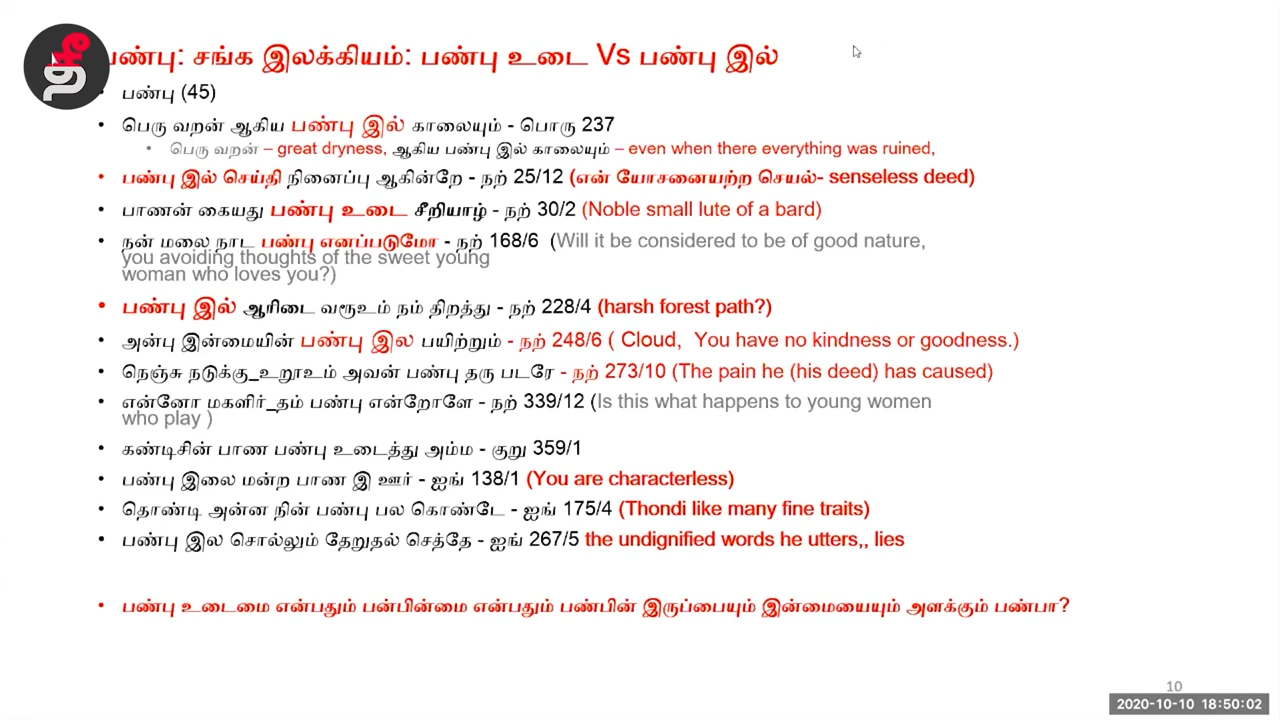 பண்பு: சங்க இலக்கியம்: பண்பு உடை Vs பண்பு இல்
• பண்பு (45)
• பெரு வறன் ஆகிய பண்பு இல் காலையும் - பொரு 237
• பெரு வறன் – great dryness, ஆகிய பண்பு இல் காலையும் – even when there everything was ruined,
• பண்பு இல் செய்தி நினைப்பு ஆகின்றே - நற் 25/12 (என் யோசனையற்ற செயல்- senseless deed)
• பாணன் கையது பண்பு உடை சீறியாழ் - நற் 30/2 (Noble small lute of a bard)
• நன் மலை நாட பண்பு எனப்படுமோ - நற் 168/6 (Will it be considered to be of good nature,
you avoiding thoughts of the sweet young
woman who loves you?)
• பண்பு இல் ஆரிடை வரூஉம் நம் திறத்து - நற் 228/4 (harsh forest path?)
• அன்பு இன்மையின் பண்பு இல பயிற்றும் - நற் 248/6 ( Cloud, You have no kindness or goodness.)
• நெஞ்சு நடுக்கு_உறூஉம் அவன் பண்பு தரு படரே - நற் 273/10 (The pain he (his deed) has caused)
• என்னோ மகளிர்_தம் பண்பு என்றோளே - நற் 339/12 (Is this what happens to young women
who play )
• கண்டிசின் பாண பண்பு உடைத்து அம்ம - குறு 359/1
• பண்பு இலை மன்ற பாண இ ஊர் - ஐங் 138/1 (You are characterless)
• தொண்டி அன்ன நின் பண்பு பல கொண்டே - ஐங் 175/4 (Thondi like many fine traits)
• பண்பு இல சொல்லும் தேறுதல் செத்தே - ஐங் 267/5 the undignified words he utters,, lies
• பண்பு உடைமை என்பதும் பன்பின்மை என்பதும் பண்பின் இருப்பையும் இன்மையையும் அளக்கும் பண்பா?
10
2020-10-10 18:50:02